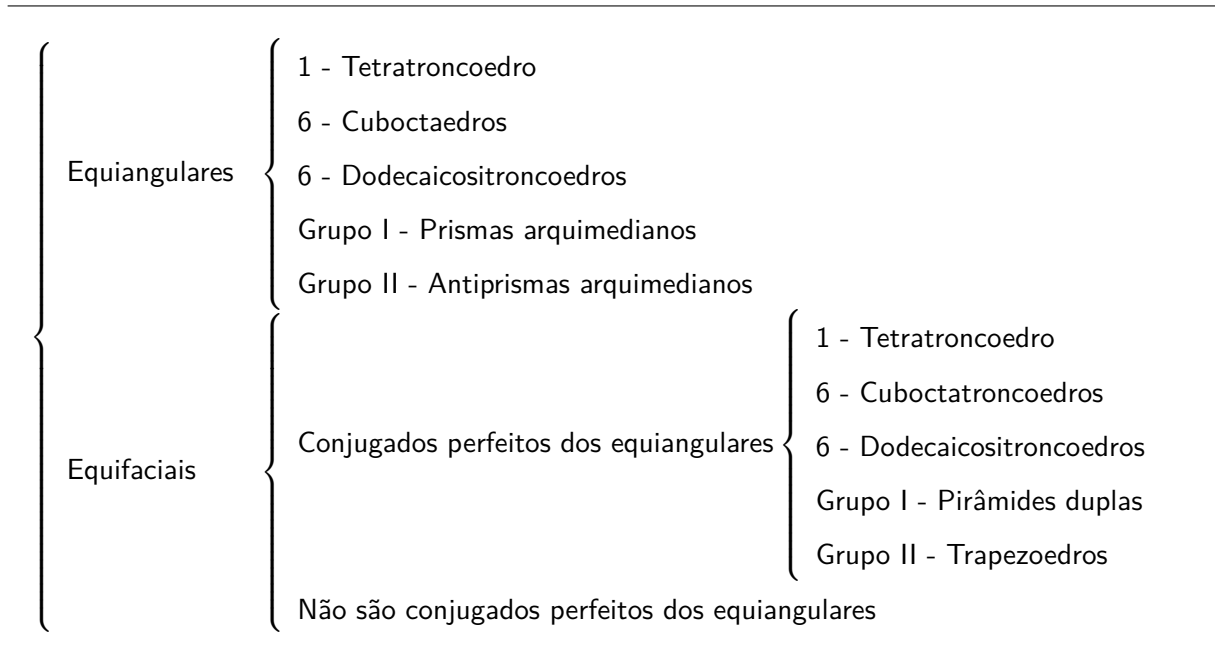 1 - Tetratroncoedro
6 - Cuboctaedros
Equiangulares
6 - Dodecaicositroncoedros
Grupo I - Prismas arquimedianos
Grupo II - Antiprismas arquimedianos
1 - Tetratroncoedro
6 - Cuboctatroncoedros
Equifaciais
Conjugados perfeitos dos equiangulares
6 - Dodecaicositroncoedros
Grupo I - Pirâmides duplas
Grupo II - Trapezoedros
Não são conjugados perfeitos dos equiangulares